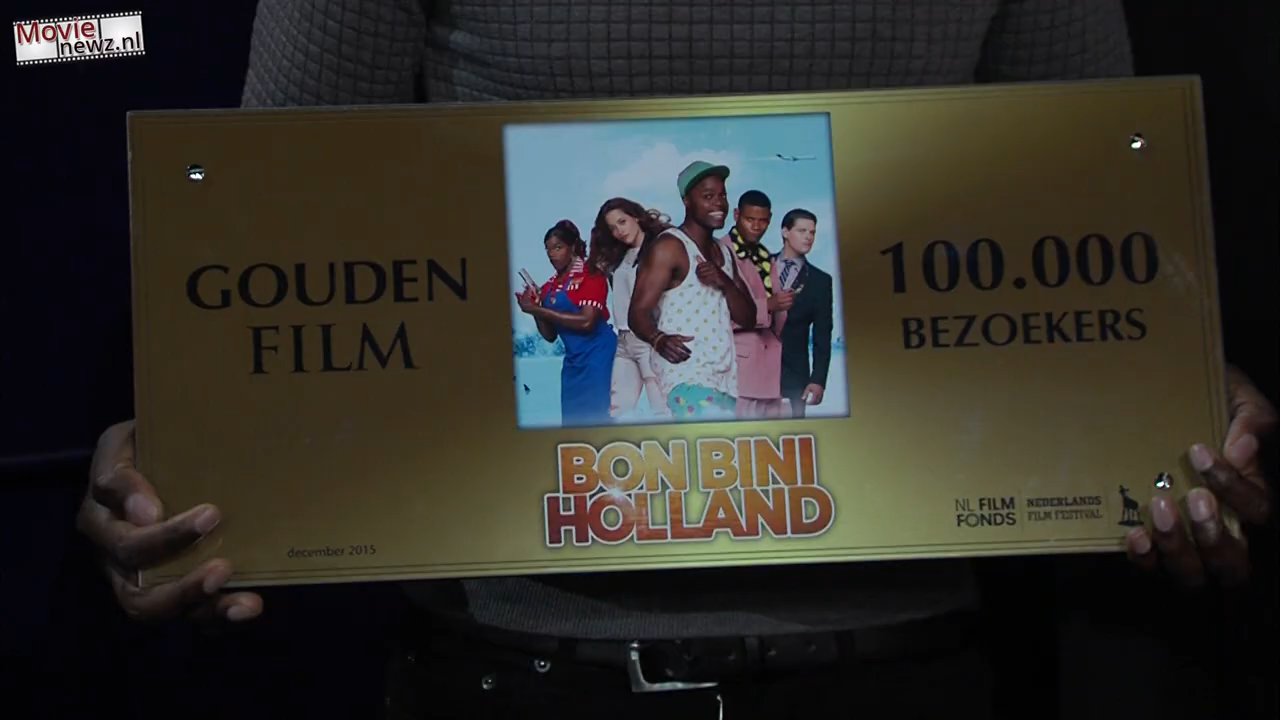 Movie
newz.nl
GOUDEN
FILM
100.000
BEZOEKERS
BON BINI
HOLLAND
december 2015
NL FILM
FONDS
NEDERLANDS
FILM FESTIVAL